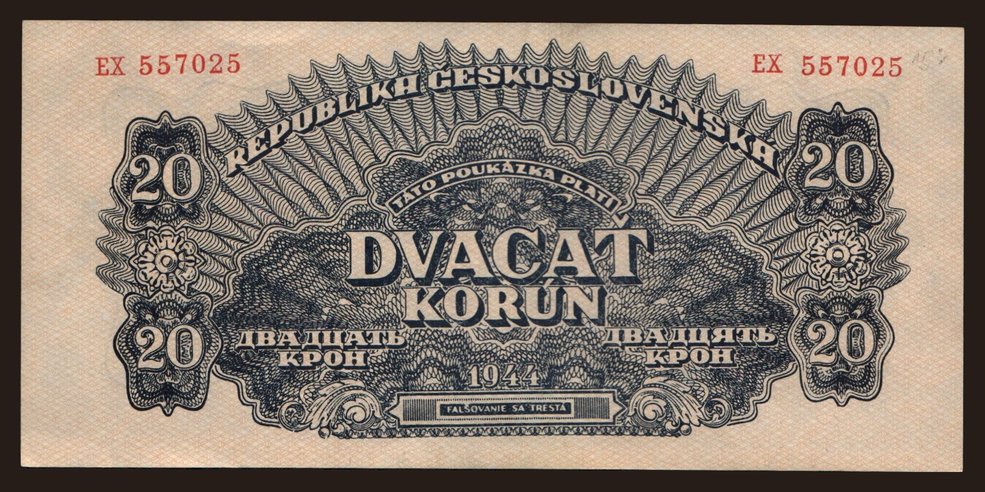 EX 557025 EX 557025
REPUBLIKA ČESKOSLOVENSKÁ
20 20
TÁTO POUKÁZKA PLATÍ
DVACAŤ
KORÚN
20 20
ДВАДЦАТЬ ДВАДЦЯТЬ
КРОН КРОН
1944
FALŠOVANIE SA TRESTÁ